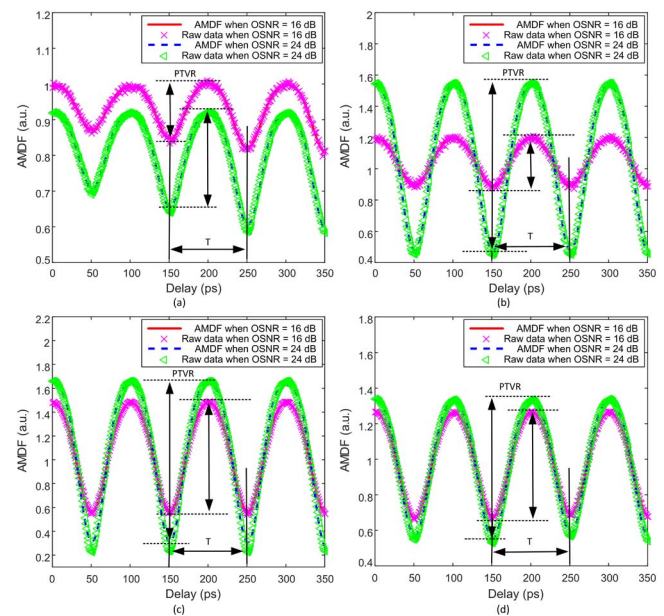 AMDF when OSNR = 16 dB
Raw data when OSNR = 16 dB
AMDF when OSNR = 24 dB
Raw data when OSNR = 24 dB
PTVR
T
AMDF (a.u.)
1.2
1.1
1
0.9
0.8
0.7
0.6
0.5
0 50 100 150 200 250 300 350
Delay (ps)
(a)
AMDF when OSNR = 16 dB
Raw data when OSNR = 16 dB
AMDF when OSNR = 24 dB
Raw data when OSNR = 24 dB
PTVR
T
AMDF (a.u.)
2
1.8
1.6
1.4
1.2
1
0.8
0.6
0.4
0 50 100 150 200 250 300 350
Delay (ps)
(b)
AMDF when OSNR = 16 dB
Raw data when OSNR = 16 dB
AMDF when OSNR = 24 dB
Raw data when OSNR = 24 dB
PTVR
T
AMDF (a.u.)
2.2
2
1.8
1.6
1.4
1.2
1
0.8
0.6
0.4
0.2
0 50 100 150 200 250 300 350
Delay (ps)
(c)
AMDF when OSNR = 16 dB
Raw data when OSNR = 16 dB
AMDF when OSNR = 24 dB
Raw data when OSNR = 24 dB
PTVR
T
AMDF (a.u.)
1.8
1.6
1.4
1.2
1
0.8
0.6
0.4
0 50 100 150 200 250 300 350
Delay (ps)
(d)